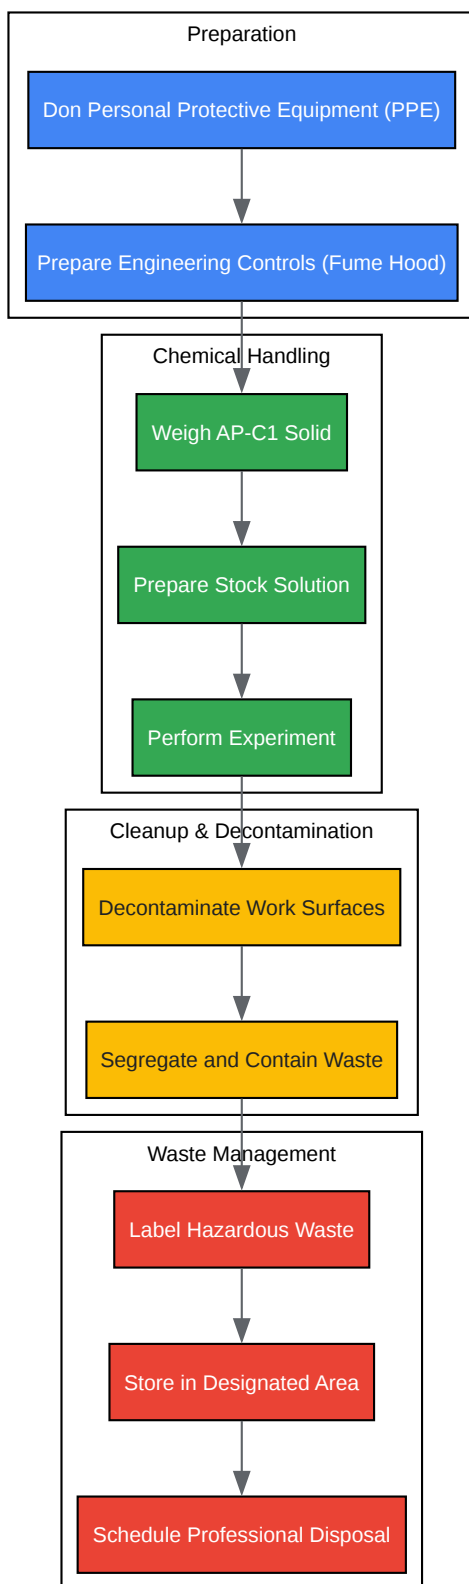 Preparation
Don Personal Protective Equipment (PPE)
Prepare Engineering Controls (Fume Hood)
Chemical Handling
Weigh AP-C1 Solid
Prepare Stock Solution
Perform Experiment
Cleanup & Decontamination
Decontaminate Work Surfaces
Segregate and Contain Waste
Waste Management
Label Hazardous Waste
Store in Designated Area
Schedule Professional Disposal